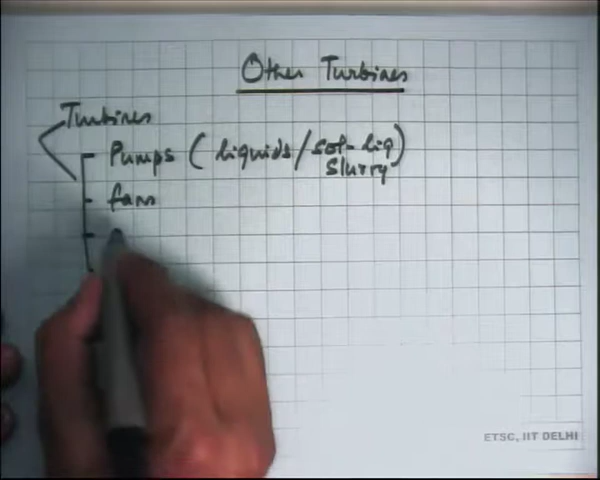 Other Turbines
Turbines
Pumps (liquids/sol-liq
Slurry)
fans
ETSC, IIT DELHI